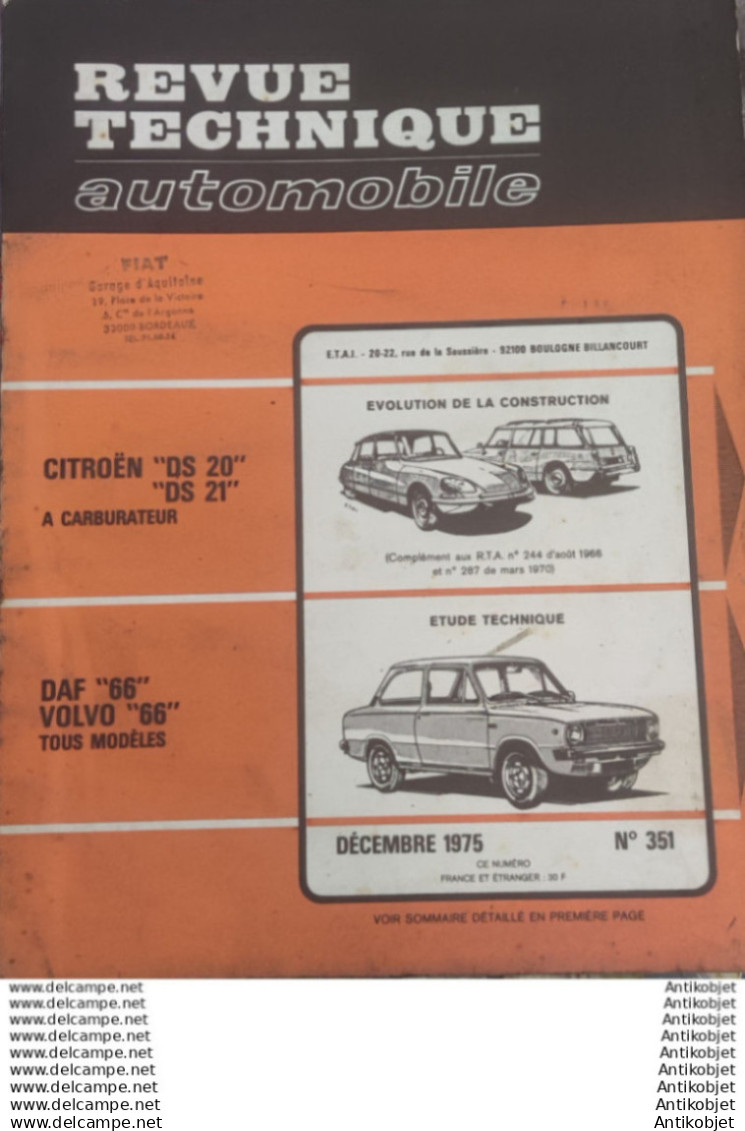 REVUE
TECHNIQUE
automobile
FIAT
Garage d'Aquitaine
19, Place de la Victoire
33000 BORDEAUX
E.T.A.I. - 20-22, rue de la Saussière - 92100 BOULOGNE BILLANCOURT
EVOLUTION DE LA CONSTRUCTION
CITROËN "DS 20"
"DS 21"
A CARBURATEUR
(Complément aux R.T.A. n° 244 d'août 1966
et n° 287 de mars 1970)
ETUDE TECHNIQUE
DAF "66"
VOLVO "66"
TOUS MODÈLES
DÉCEMBRE 1975 N° 351
CE NUMÉRO
FRANCE ET ÉTRANGER : 30 F
VOIR SOMMAIRE DÉTAILLÉ EN PREMIÈRE PAGE
www.delcampe.net Antikobjet
www.delcampe.net Antikobjet
www.delcampe.net Antikobjet
www.delcampe.net Antikobjet
www.delcampe.net Antikobjet
www.delcampe.net Antikobjet
www.delcampe.net Antikobjet
www.delcampe.net Antikobjet
www.delcampe.net Antikobjet